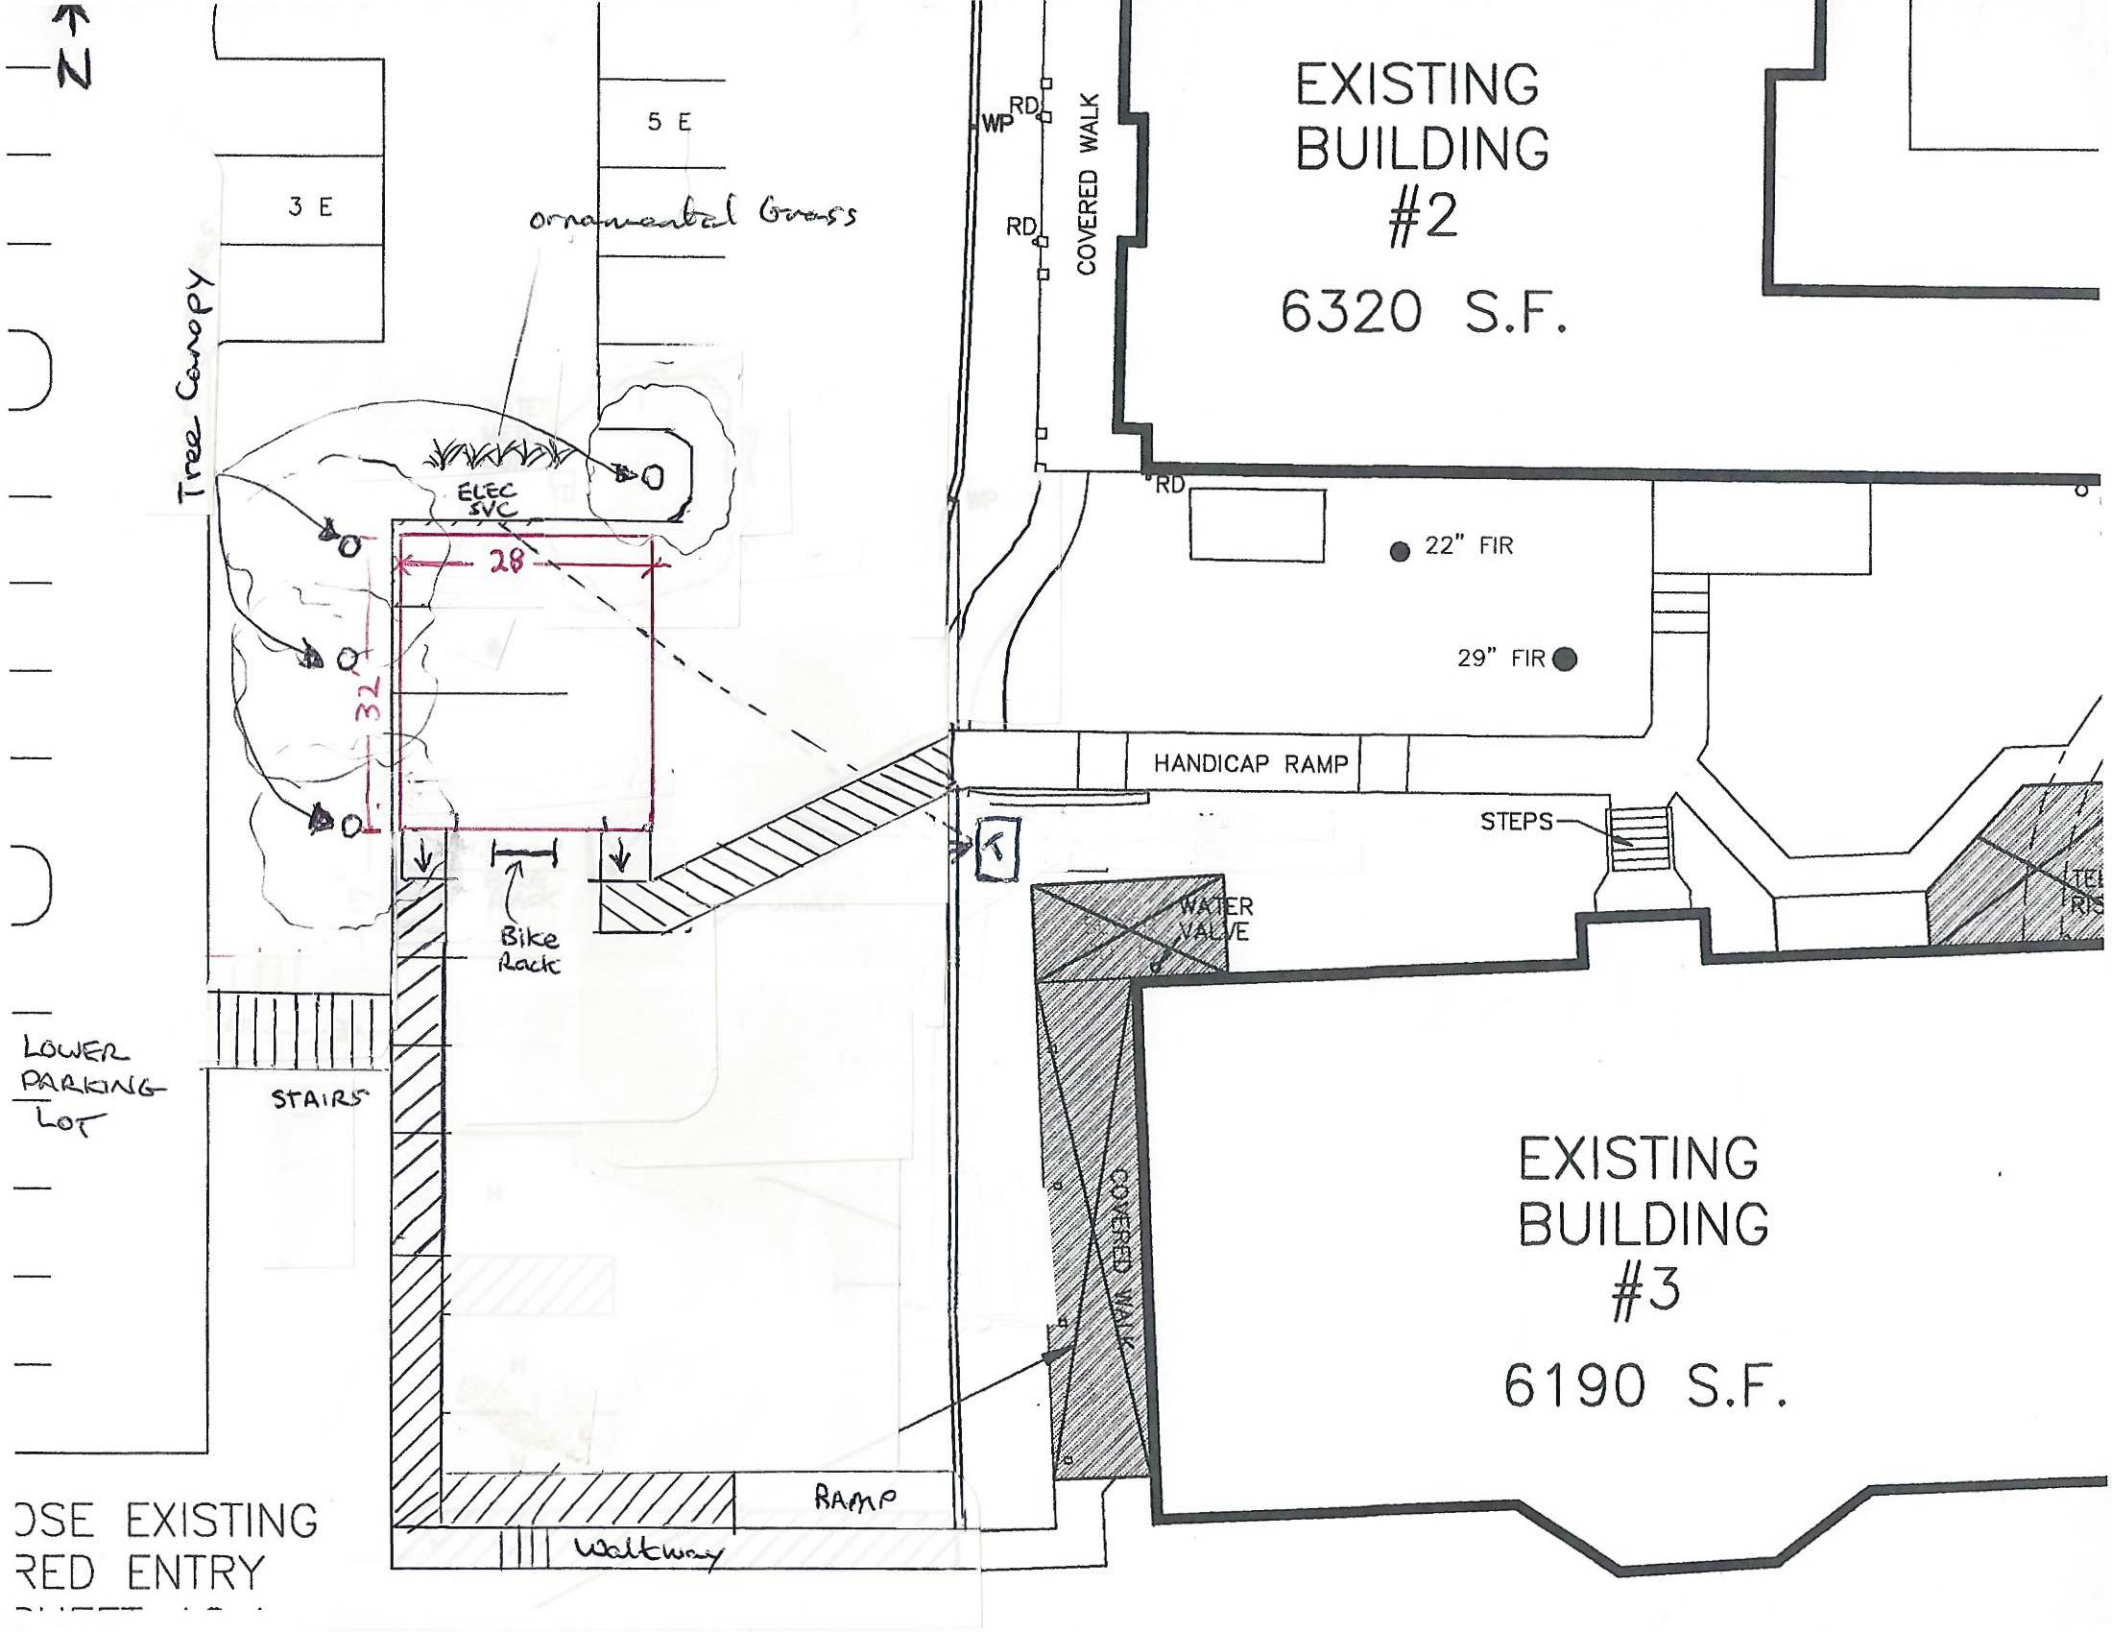 N
EXISTING
BUILDING
#2
6320 S.F.
5 E
3 E
RD
WP
COVERED WALK
RD
ornamental Grass
Tree Canopy
ELEC
SVC
RD
28
22" FIR
29" FIR
32'
HANDICAP RAMP
STEPS
T
WATER
VALVE
Bike
Rack
LOWER
PARKING
LOT
STAIRS
COVERED WALK
EXISTING
BUILDING
#3
6190 S.F.
RAMP
Walkway
OSE EXISTING
RED ENTRY